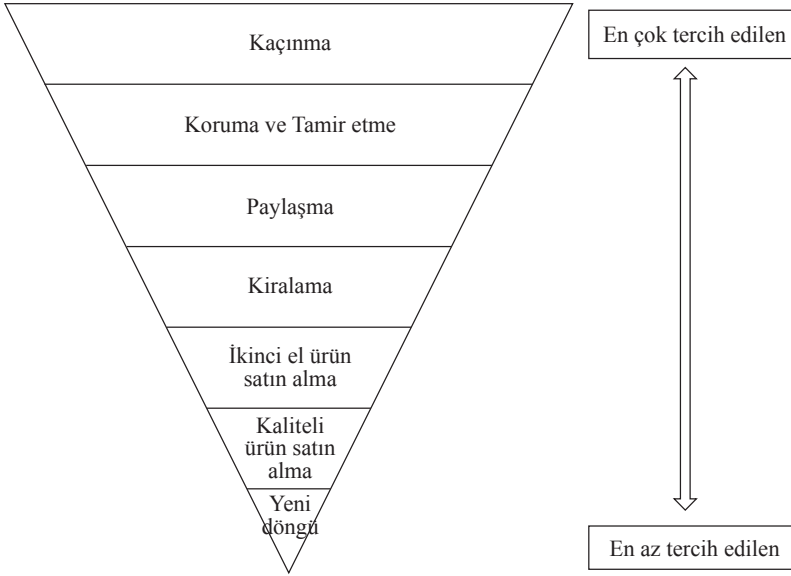 Kaçınma
Koruma ve Tamir etme
Paylaşma
Kiralama
İkinci el ürün
satın alma
Kaliteli
ürün satın
alma
Yeni
döngü
En çok tercih edilen
En az tercih edilen